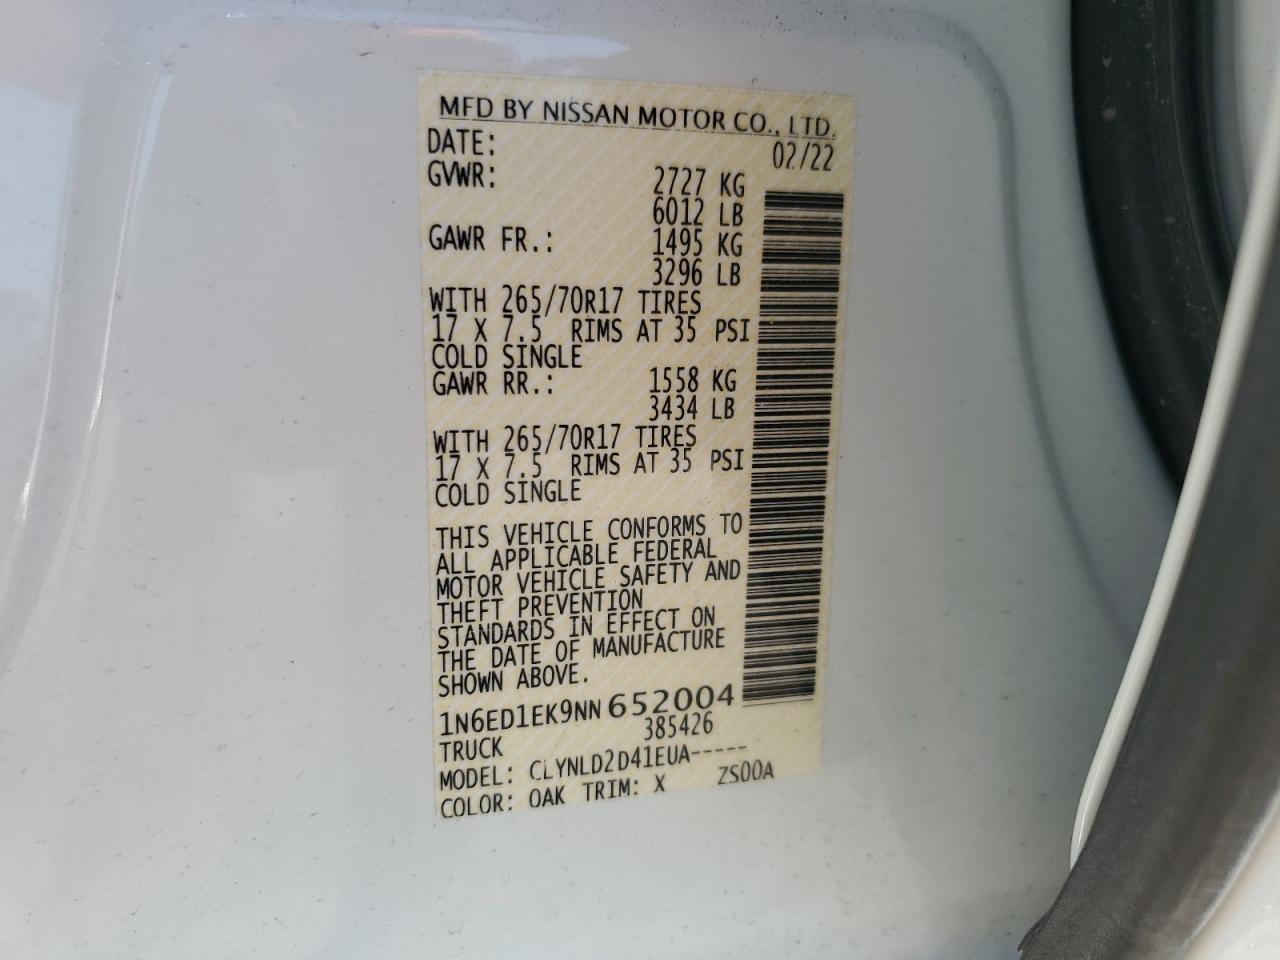 MFD BY NISSAN MOTOR CO., LTD.
DATE: 02/22
GVWR: 2727 KG
6012 LB
GAWR FR.: 1495 KG
3296 LB
WITH 265/70R17 TIRES
17 X 7.5 RIMS AT 35 PSI
COLD SINGLE
GAWR RR.: 1558 KG
3434 LB
WITH 265/70R17 TIRES
17 X 7.5 RIMS AT 35 PSI
COLD SINGLE
THIS VEHICLE CONFORMS TO
ALL APPLICABLE FEDERAL
MOTOR VEHICLE SAFETY AND
THEFT PREVENTION
STANDARDS IN EFFECT ON
THE DATE OF MANUFACTURE
SHOWN ABOVE.
1N6ED1EK9NN652004
TRUCK 385426
MODEL: CLYNLD2D41EUA-----
COLOR: QAK TRIM: X ZS00A